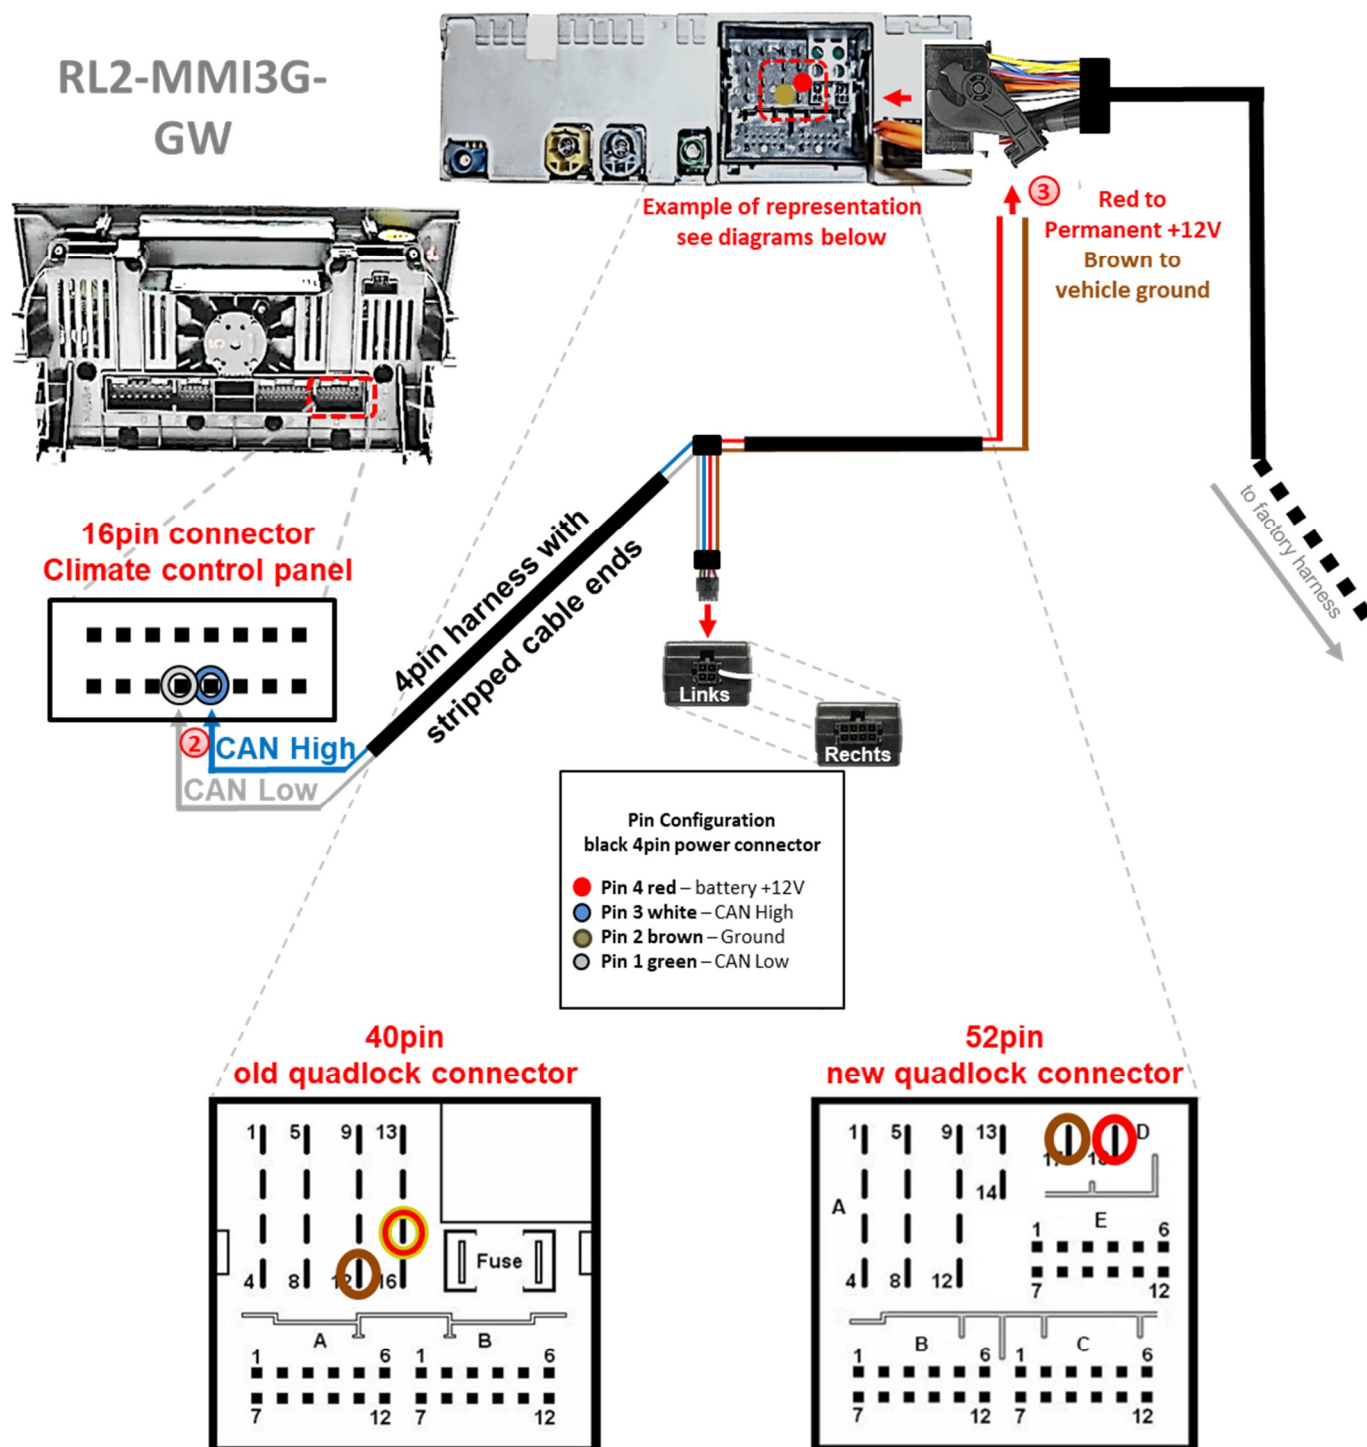 RL2-MMI3G-
GW
Example of representation
see diagrams below
3
Red to
Permanent +12V
Brown to
vehicle ground
to factory harness
16pin connector
Climate control panel
4pin harness with
stripped cable ends
2
CAN High
CAN Low
Links
Rechts
Pin Configuration
black 4pin power connector
Pin 4 red – battery +12V
Pin 3 white – CAN High
Pin 2 brown – Ground
Pin 1 green – CAN Low
40pin
old quadlock connector
1 5 9 13
4 8 12 16
Fuse
A B
1 6 1 6
7 12 7 12
52pin
new quadlock connector
1 5 9 13 17 18 D
A 14
E
1 6
4 8 12 7 12
B C
1 6 1 6
7 12 7 12